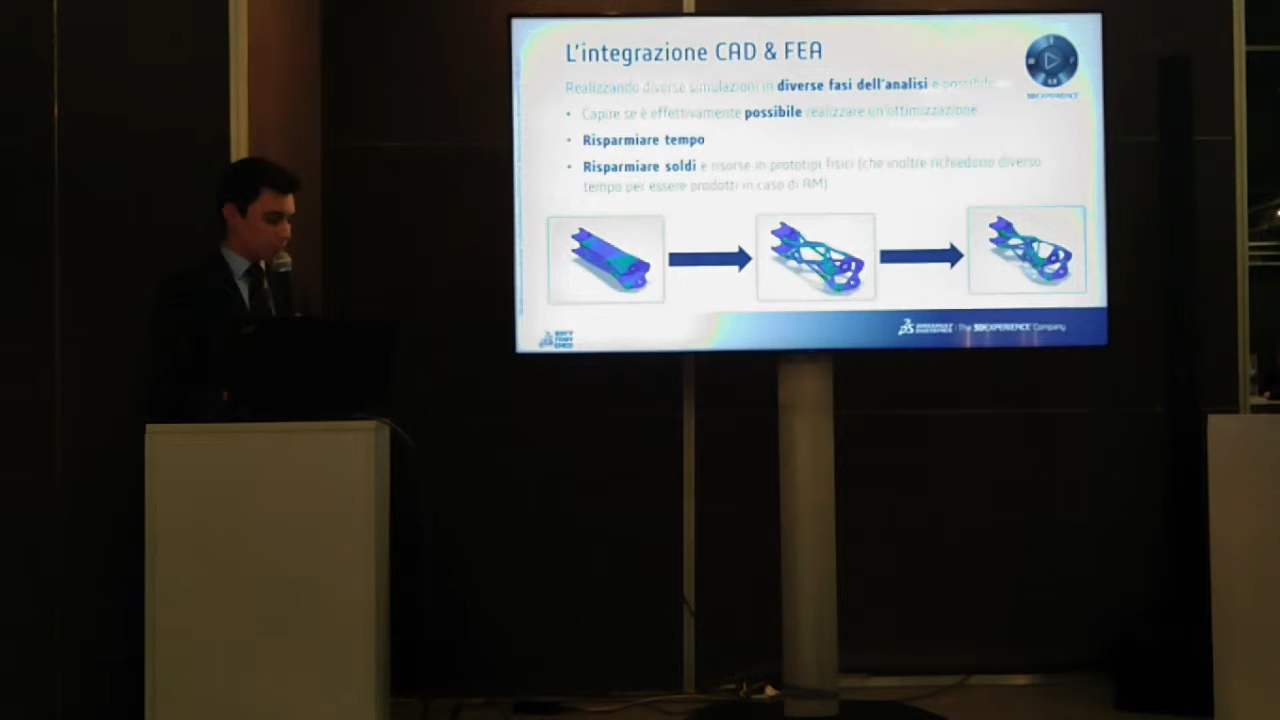 L'integrazione CAD & FEA
Realizzando diverse simulazioni in diverse fasi dell'analisi è possibile:
• Capire se è effettivamente possibile realizzare un'ottimizzazione
• Risparmiare tempo
• Risparmiare soldi e risorse in prototipi fisici (che inoltre richiedono diverso
tempo per essere prodotti in caso di AM)
3DEXPERIENCE
DASSAULT SYSTEMES | The 3DEXPERIENCE Company